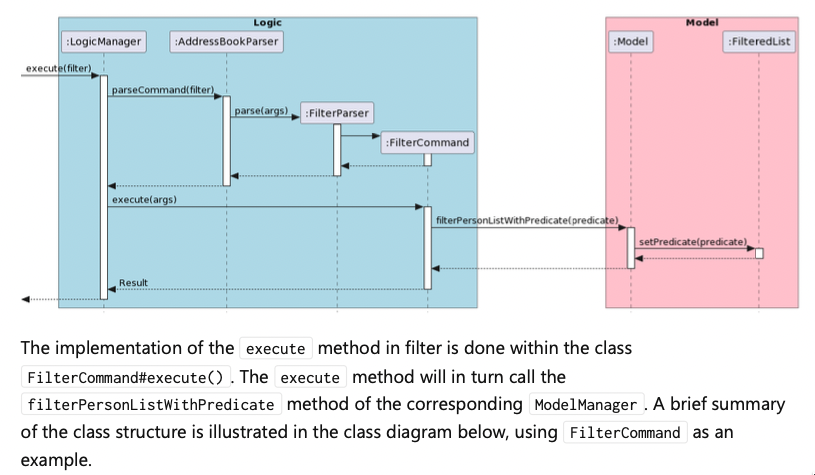 Logic
Model
:LogicManager
:AddressBookParser
:Model
:FilteredList
execute(filter)
parseCommand(filter)
parse(args)
:FilterParser
:FilterCommand
execute(args)
filterPersonListWithPredicate(predicate)
setPredicate(predicate)
Result
The implementation of the execute method in filter is done within the class
FilterCommand#execute() . The execute method will in turn call the
filterPersonListWithPredicate method of the corresponding ModelManager . A brief summary
of the class structure is illustrated in the class diagram below, using FilterCommand as an
example.